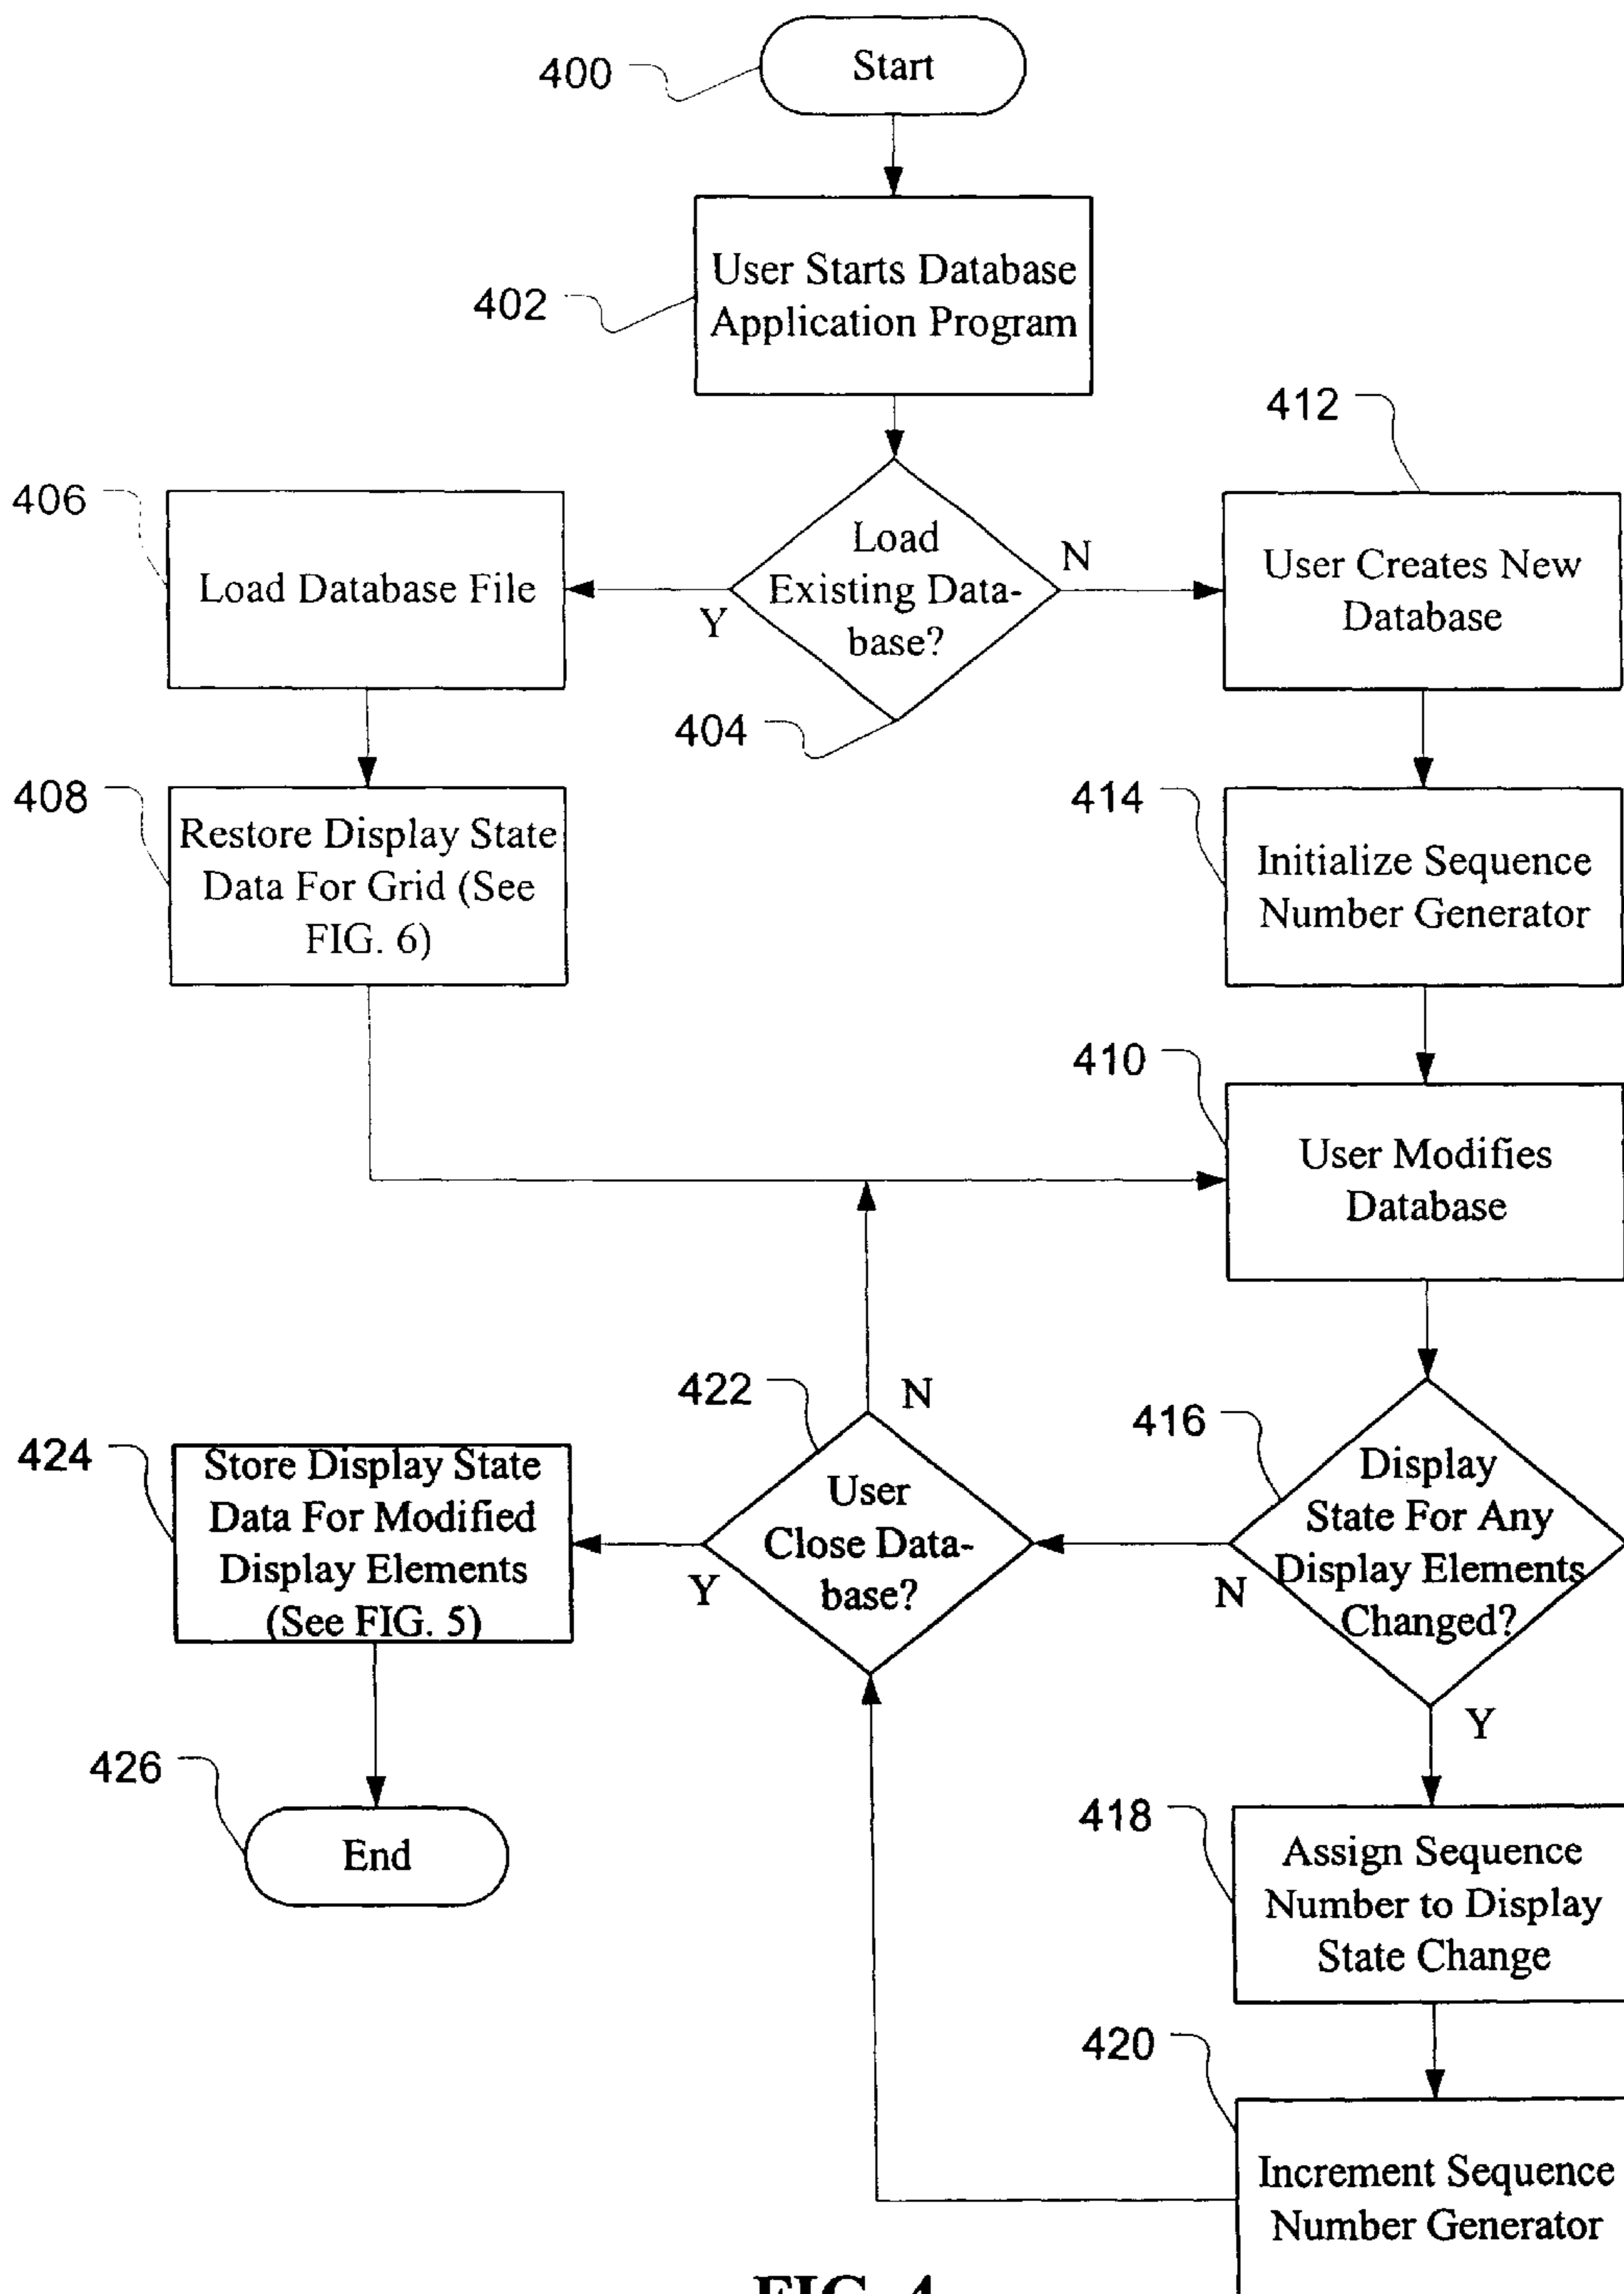 400
Start
402
User Starts Database
Application Program
404
Load
Existing Data-
base?
Y
N
406
Load Database File
408
Restore Display State
Data For Grid (See
FIG. 6)
412
User Creates New
Database
414
Initialize Sequence
Number Generator
410
User Modifies
Database
416
Display
State For Any
Display Elements
Changed?
N
Y
418
Assign Sequence
Number to Display
State Change
420
Increment Sequence
Number Generator
422
User
Close Data-
base?
N
Y
424
Store Display State
Data For Modified
Display Elements
(See FIG. 5)
426
End
FIG. 4